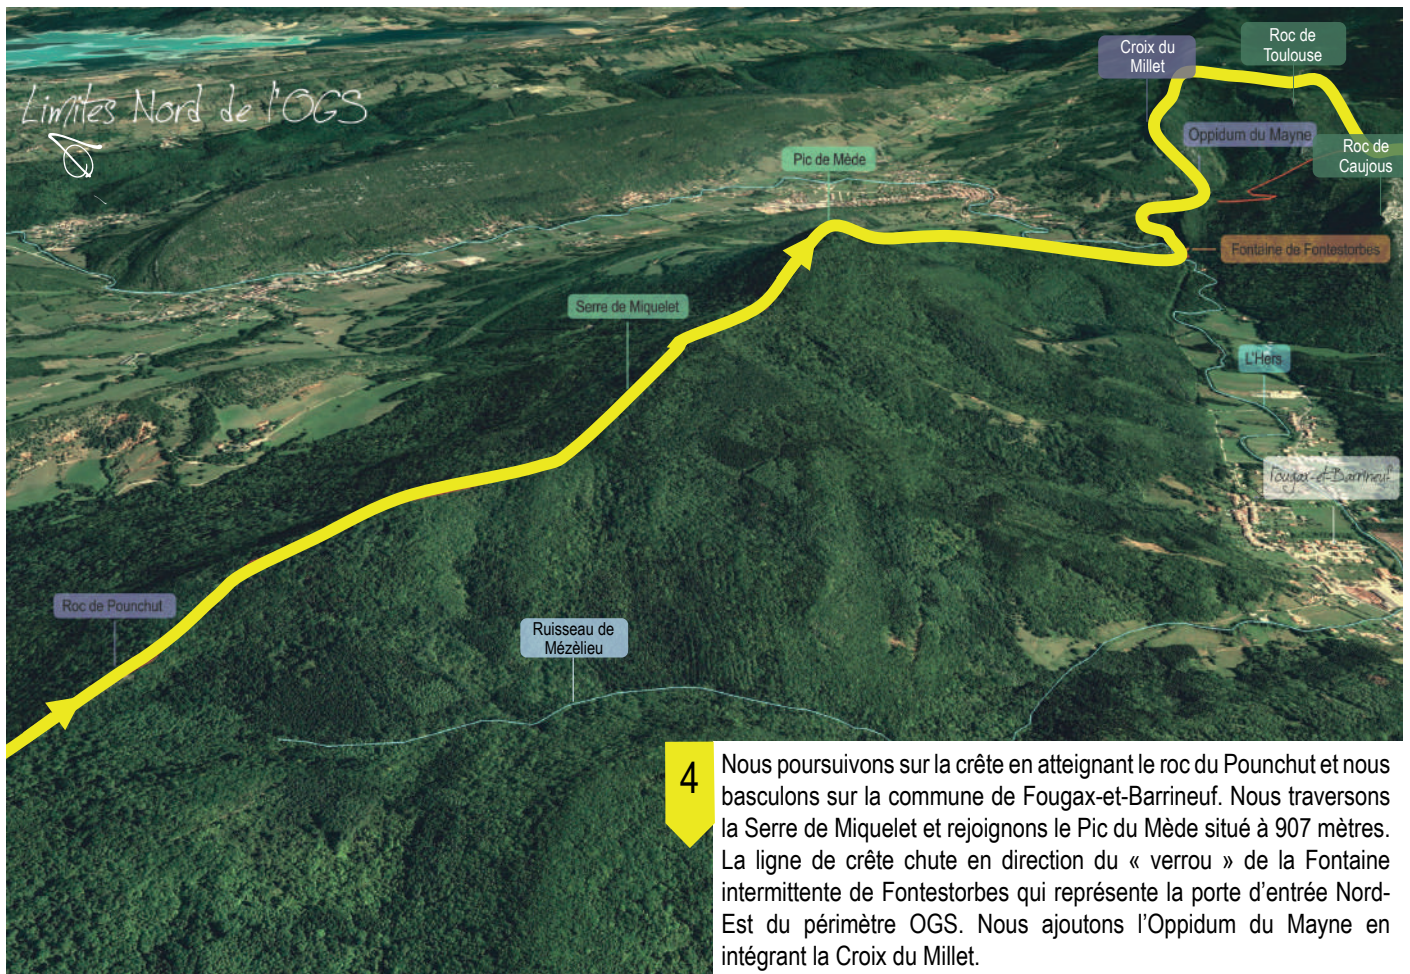 Limites Nord de l'OGS
Croix du
Millet
Roc de
Toulouse
Oppidum du Mayne
Roc de
Caujous
Pic de Mède
Fontaine de Fontestorbes
Serre de Miquelet
L'Hers
Fougax-et-Barrineuf
Roc de Pounchut
Ruisseau de
Mézèlieu
4
Nous poursuivons sur la crête en atteignant le roc du Pounchut et nous
basculons sur la commune de Fougax-et-Barrineuf. Nous traversons
la Serre de Miquelet et rejoignons le Pic du Mède situé à 907 mètres.
La ligne de crête chute en direction du « verrou » de la Fontaine
intermittente de Fontestorbes qui représente la porte d'entrée Nord-
Est du périmètre OGS. Nous ajoutons l'Oppidum du Mayne en
intégrant la Croix du Millet.